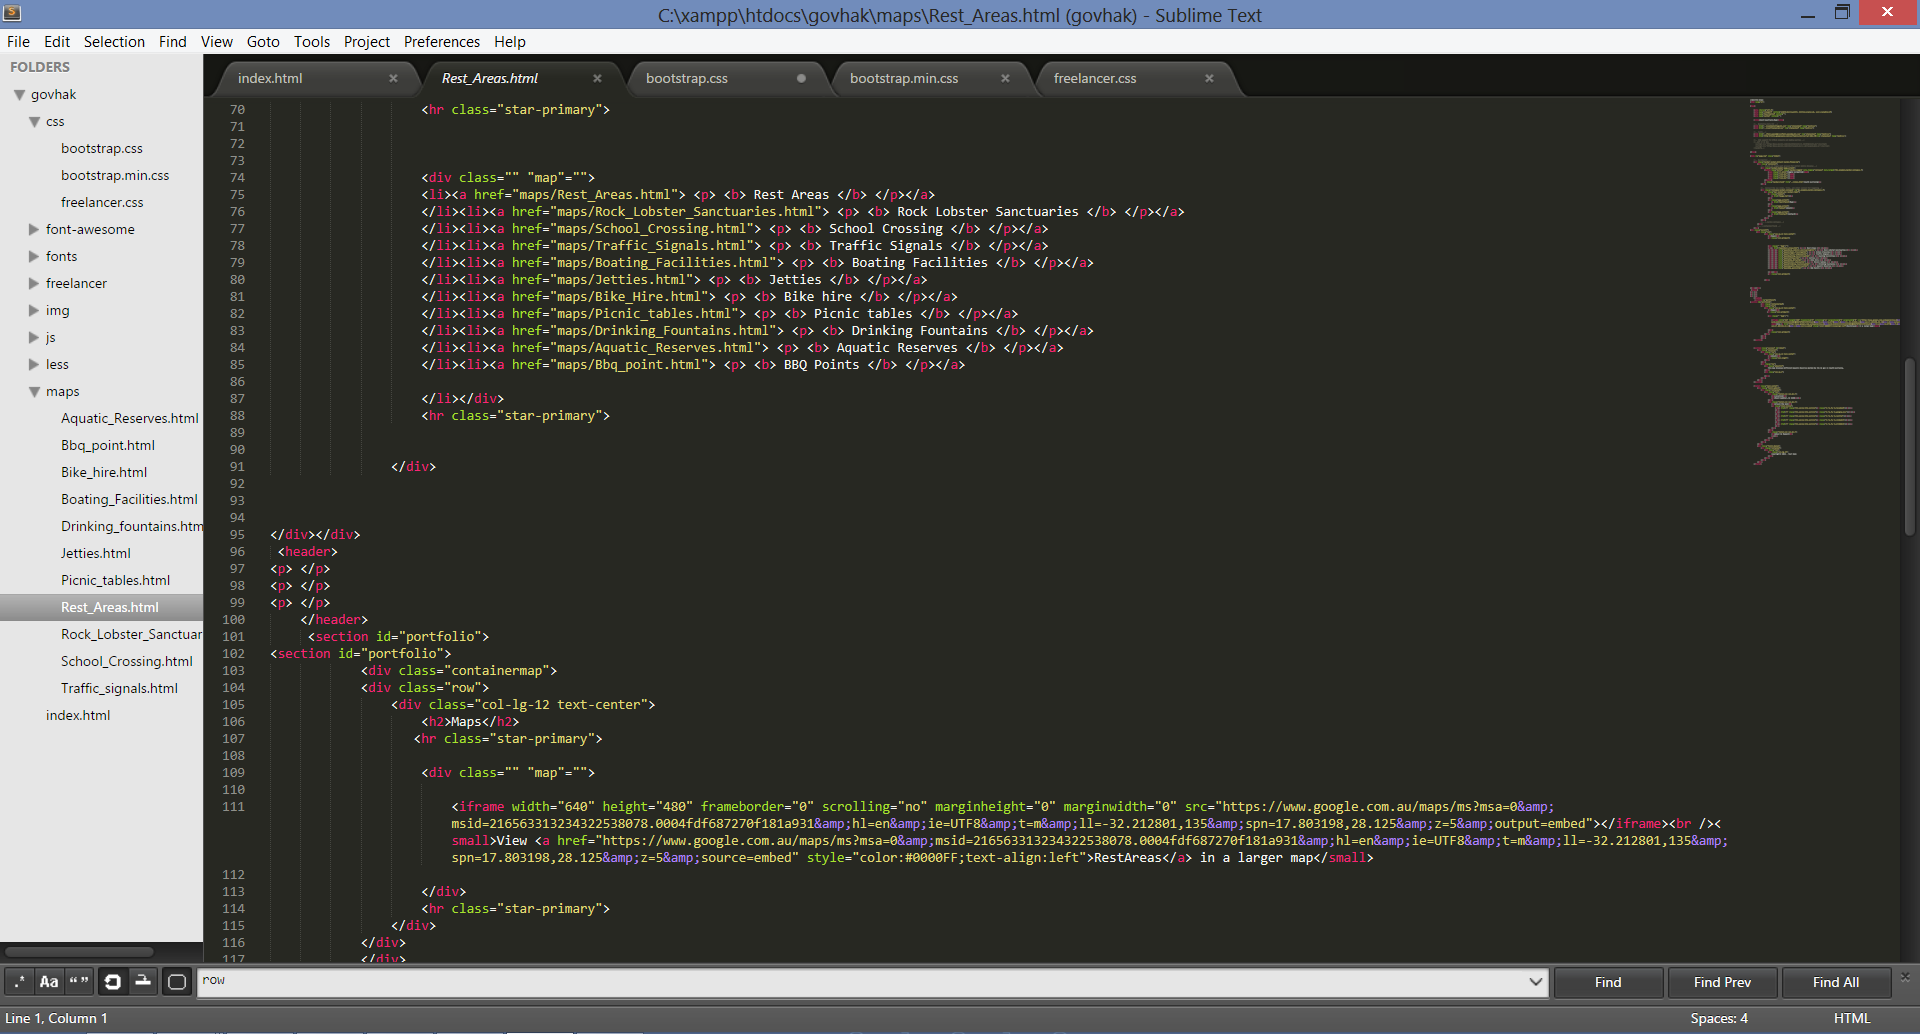 C:\xampp\htdocs\govhak\maps\Rest_Areas.html (govhak) - Sublime Text
File Edit Selection Find View Goto Tools Project Preferences Help
FOLDERS
govhak
css
bootstrap.css
bootstrap.min.css
freelancer.css
font-awesome
fonts
freelancer
img
js
less
maps
Aquatic_Reserves.html
Bbq_point.html
Bike_hire.html
Boating_Facilities.html
Drinking_fountains.htm
Jetties.html
Picnic_tables.html
Rest_Areas.html
Rock_Lobster_Sanctuar
School_Crossing.html
Traffic_signals.html
index.html
index.html × Rest_Areas.html × bootstrap.css bootstrap.min.css × freelancer.css ×
70 <hr class="star-primary">
71
72
73
74 <div class="" "map"="">
75 <li><a href="maps/Rest_Areas.html"> <p> <b> Rest Areas </b> </p></a>
76 </li><li><a href="maps/Rock_Lobster_Sanctuaries.html"> <p> <b> Rock Lobster Sanctuaries </b> </p></a>
77 </li><li><a href="maps/School_Crossing.html"> <p> <b> School Crossing </b> </p></a>
78 </li><li><a href="maps/Traffic_Signals.html"> <p> <b> Traffic Signals </b> </p></a>
79 </li><li><a href="maps/Boating_Facilities.html"> <p> <b> Boating Facilities </b> </p></a>
80 </li><li><a href="maps/Jetties.html"> <p> <b> Jetties </b> </p></a>
81 </li><li><a href="maps/Bike_Hire.html"> <p> <b> Bike hire </b> </p></a>
82 </li><li><a href="maps/Picnic_tables.html"> <p> <b> Picnic tables </b> </p></a>
83 </li><li><a href="maps/Drinking_Fountains.html"> <p> <b> Drinking Fountains </b> </p></a>
84 </li><li><a href="maps/Aquatic_Reserves.html"> <p> <b> Aquatic Reserves </b> </p></a>
85 </li><li><a href="maps/Bbq_point.html"> <p> <b> BBQ Points </b> </p></a>
86
87 </li></div>
88 <hr class="star-primary">
89
90
91 </div>
92
93
94
95 </div></div>
96 <header>
97 <p> </p>
98 <p> </p>
99 <p> </p>
100 </header>
101 <section id="portfolio">
102 <section id="portfolio">
103 <div class="containermap">
104 <div class="row">
105 <div class="col-lg-12 text-center">
106 <h2>Maps</h2>
107 <hr class="star-primary">
108
109 <div class="" "map"="">
110
111 <iframe width="640" height="480" frameborder="0" scrolling="no" marginheight="0" marginwidth="0" src="https://www.google.com.au/maps/ms?msa=0&amp;
msid=216563313234322538078.0004fdf687270f181a931&amp;hl=en&amp;ie=UTF8&amp;t=m&amp;ll=-32.212801,135&amp;spn=17.803198,28.125&amp;z=5&amp;output=embed"></iframe><br /><
small>View <a href="https://www.google.com.au/maps/ms?msa=0&amp;msid=216563313234322538078.0004fdf687270f181a931&amp;hl=en&amp;ie=UTF8&amp;t=m&amp;ll=-32.212801,135&amp;
spn=17.803198,28.125&amp;z=5&amp;source=embed" style="color:#0000FF;text-align:left">RestAreas</a> in a larger map</small>
112
113 </div>
114 <hr class="star-primary">
115 </div>
116 </div>
117 </div>
.* Aa “ ” row Find Find Prev Find All ×
Line 1, Column 1 Spaces: 4 HTML